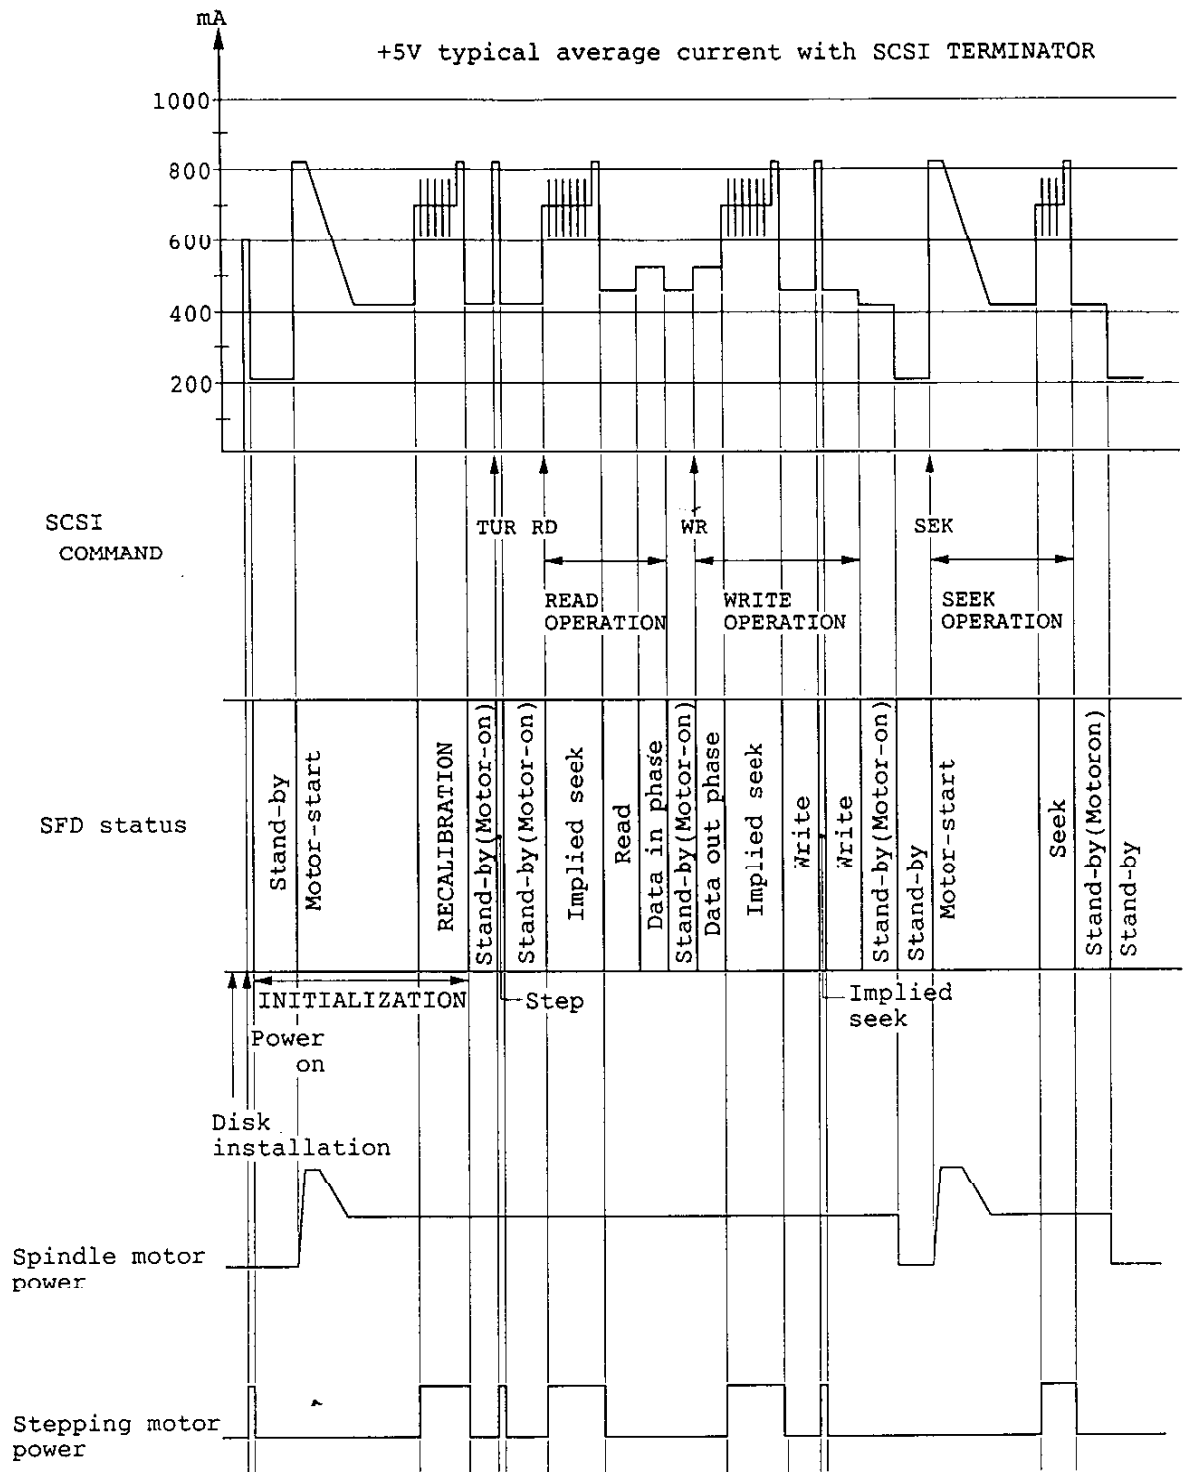 mA
+5V typical average current with SCSI TERMINATOR
1000
800
600
400
200
SCSI
COMMAND
TUR RD
WR
SEK
READ
OPERATION
WRITE
OPERATION
SEEK
OPERATION
SFD status
Stand-by
Motor-start
RECALIBRATION
Stand-by(Motor-on)
Stand-by(Motor-on)
Implied seek
Read
Data in phase
Stand-by(Motor-on)
Data out phase
Implied seek
Write
Write
Stand-by(Motor-on)
Stand-by
Motor-start
Seek
Stand-by(Motoron)
Stand-by
INITIALIZATION
Step
Implied
seek
Power
on
Disk
installation
Spindle motor
power
Stepping motor
power